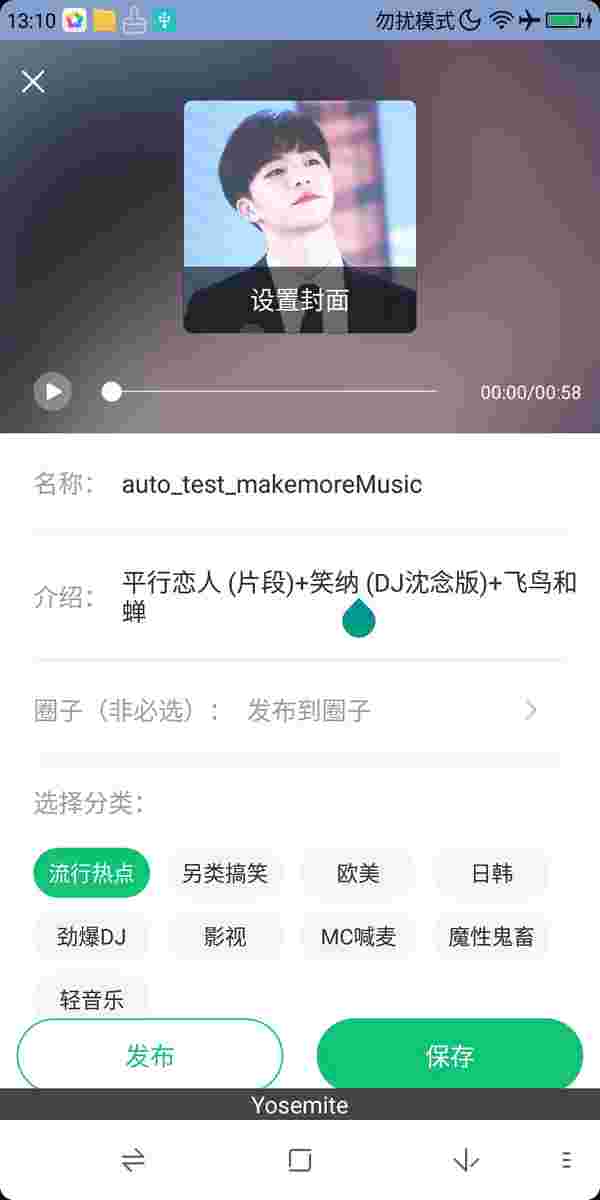 13:10
勿扰模式
设置封面
00:00/00:58
名称：
auto_test_makemoreMusic
介绍：
平行恋人 (片段)+笑纳 (DJ沈念版)+飞鸟和
蝉
圈子（非必选）：
发布到圈子
选择分类：
流行热点
另类搞笑
欧美
日韩
劲爆DJ
影视
MC喊麦
魔性鬼畜
轻音乐
发布
保存
Yosemite